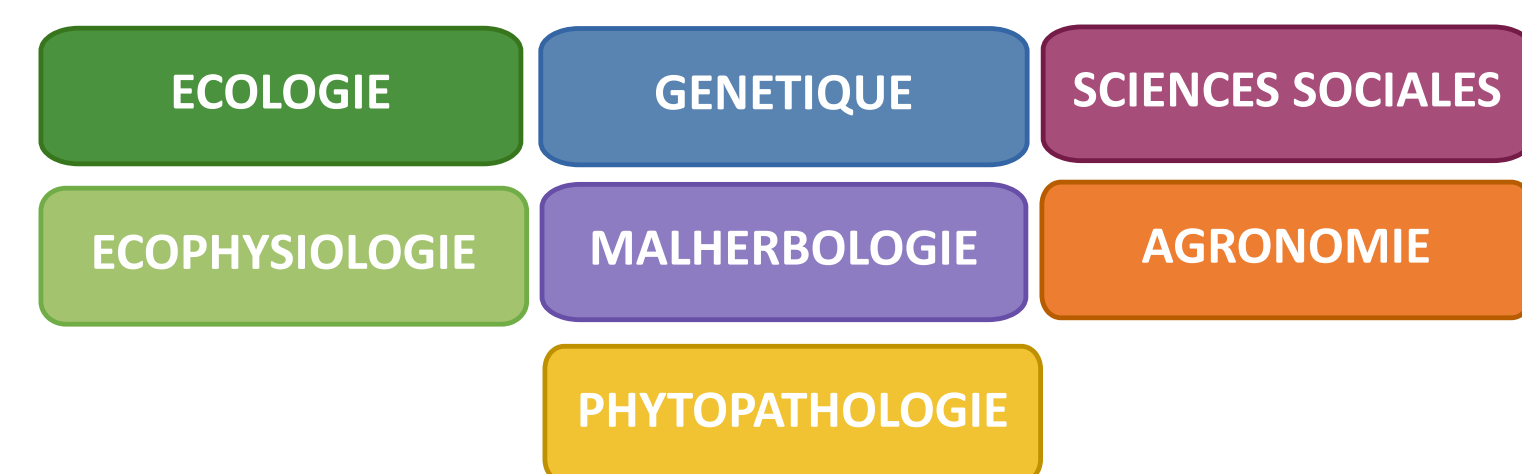 ECOLOGIE
GENETIQUE
SCIENCES SOCIALES
ECOPHYSIOLOGIE
MALHERBOLOGIE
AGRONOMIE
PHYTOPATHOLOGIE